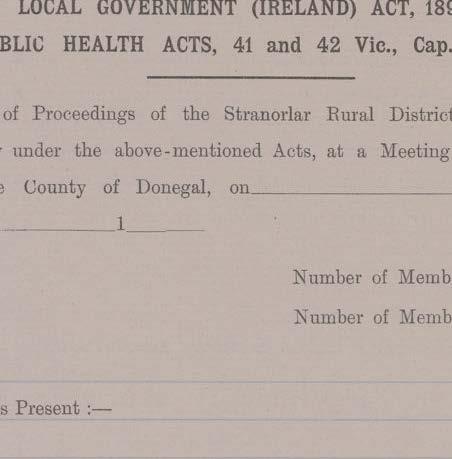 LOCAL GOVERNMENT (IRELAND) ACT, 189
BLIC HEALTH ACTS, 41 and 42 Vic., Cap.
of Proceedings of the Stranorlar Rural District
under the above-mentioned Acts, at a Meeting
e County of Donegal, on
1
Number of Memb
Number of Memb
s Present :—